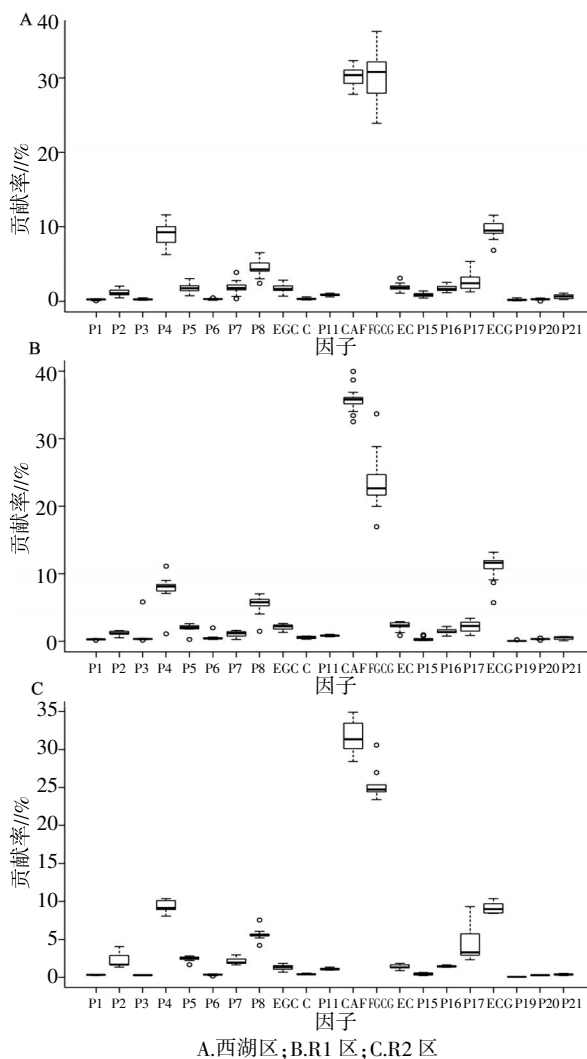 A
40
30
20
10
0
贡献率//%
P1 P2 P3 P4 P5 P6 P7 P8 EGC C P11 CAF FGCG EC P15 P16 P17 ECG P19 P20 P21
因子
B
40
30
20
10
0
贡献率//%
P1 P2 P3 P4 P5 P6 P7 P8 EGC C P11 CAF FGCG EC P15 P16 P17 ECG P19 P20 P21
因子
C
35
30
25
20
15
10
5
0
贡献率//%
P1 P2 P3 P4 P5 P6 P7 P8 EGC C P11 CAF FGCG EC P15 P16 P17 ECG P19 P20 P21
因子
A.西湖区;B.R1 区;C.R2 区